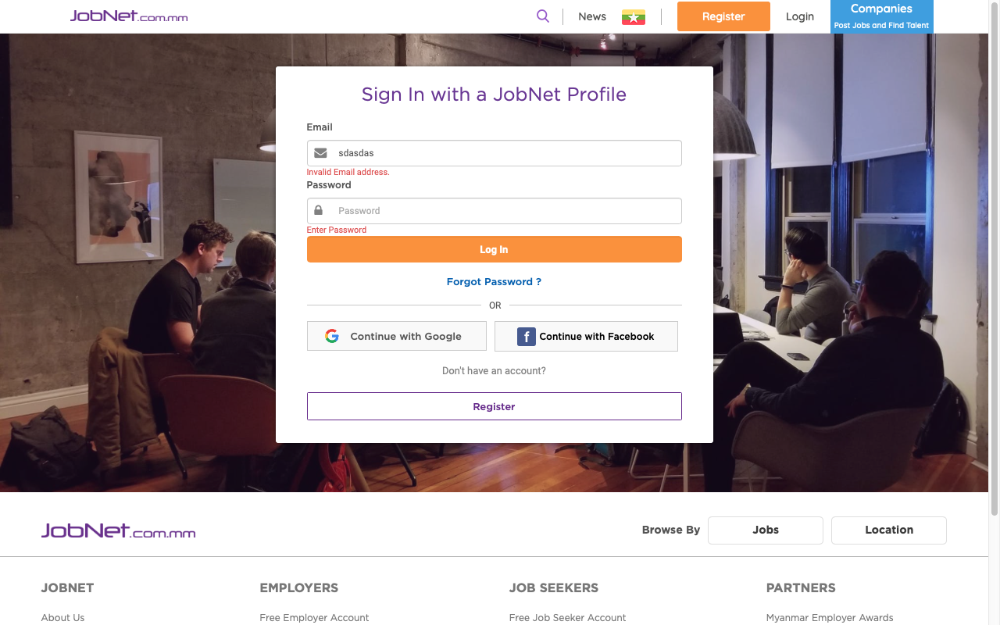 JobNet.com.mm
News
Register
Login
Companies
Post Jobs and Find Talent
Sign In with a JobNet Profile
Email
sdasdas
Invalid Email address.
Password
Password
Enter Password
Log In
Forgot Password ?
OR
Continue with Google
f Continue with Facebook
Don't have an account?
Register
JobNet.com.mm
Browse By
Jobs
Location
JOBNET
EMPLOYERS
JOB SEEKERS
PARTNERS
About Us
Free Employer Account
Free Job Seeker Account
Myanmar Employer Awards